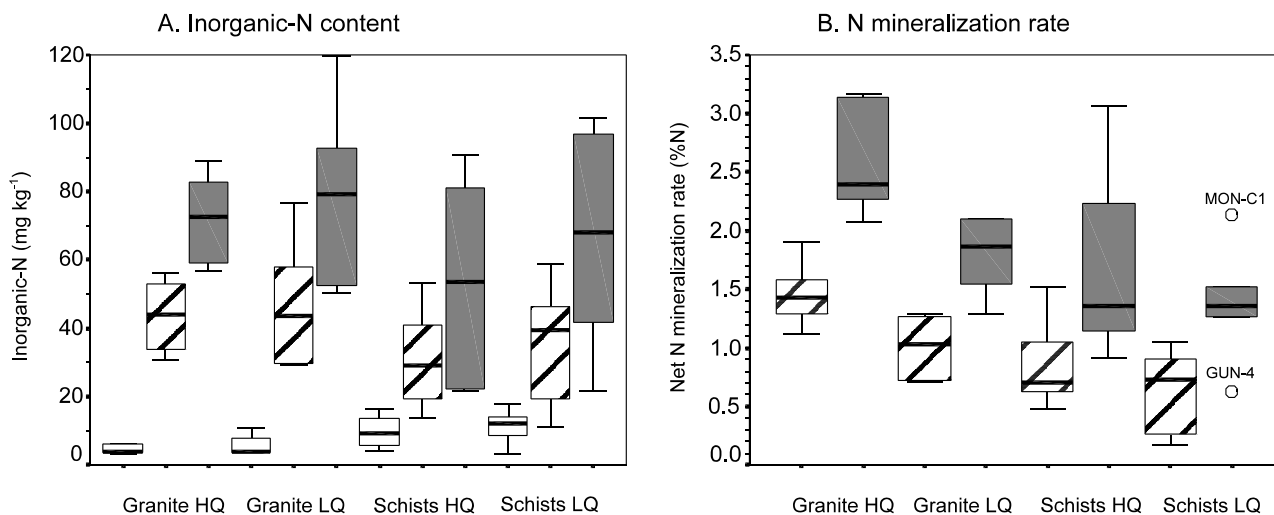 A. Inorganic-N content
Inorganic-N (mg kg⁻¹)
120
100
80
60
40
20
0
Granite HQ Granite LQ Schists HQ Schists LQ
B. N mineralization rate
Net N mineralization rate (%N)
3.5
3.0
2.5
2.0
1.5
1.0
0.5
0.0
MON-C1
GUN-4
Granite HQ Granite LQ Schists HQ Schists LQ